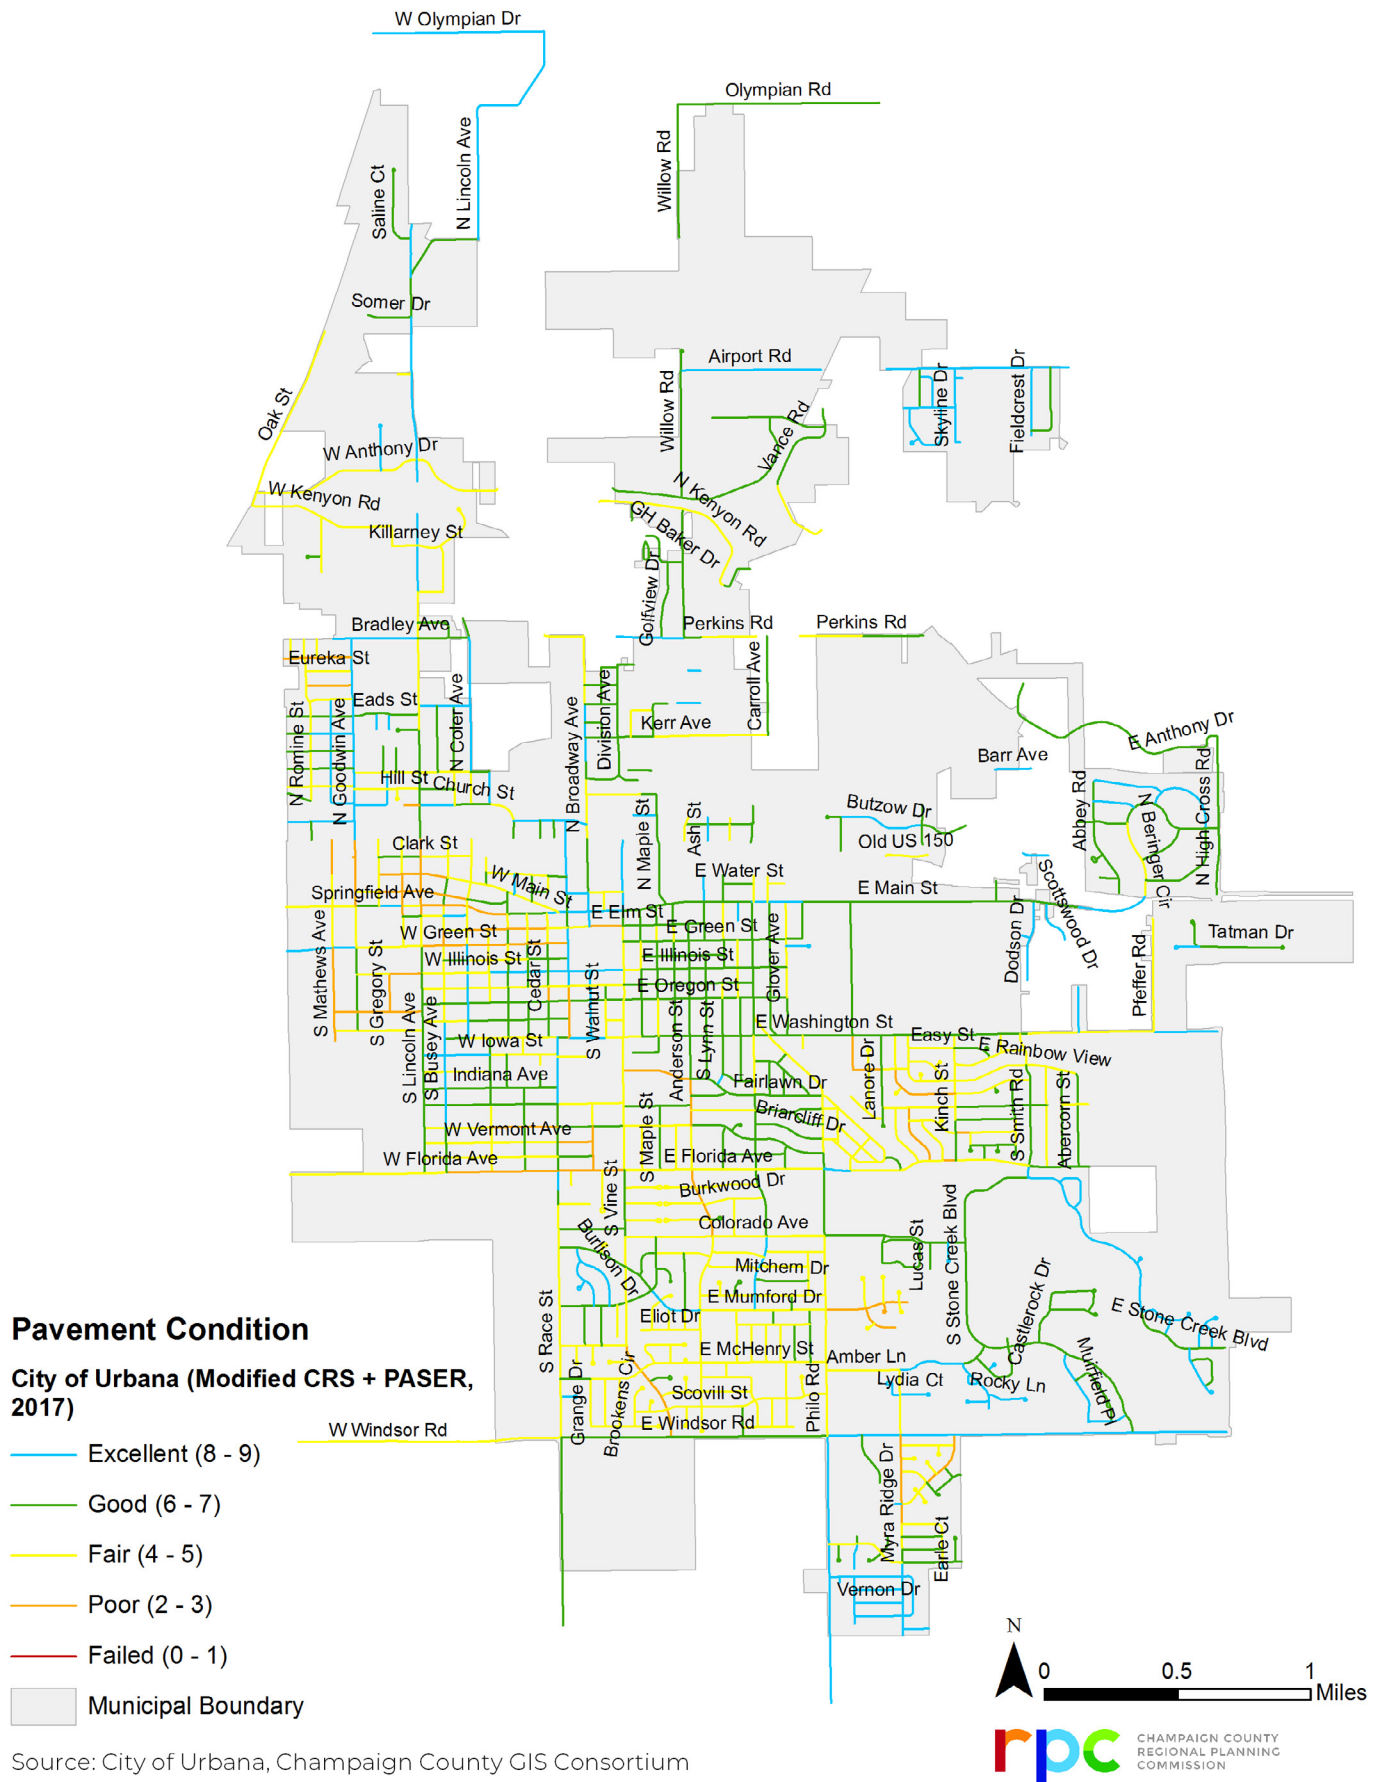 W Olympian Dr
Olympian Rd
N Lincoln Ave
Willow Rd
Saline Ct
Somer Dr
Airport Rd
Skyline Dr
Fieldcrest Dr
Willow Rd
Oak St
Vance Rd
W Anthony Dr
W Kenyon Rd
N Kenyon Rd
Killarney St
GH Baker Dr
Golfview Dr
Bradley Ave
Perkins Rd
Perkins Rd
Eureka St
Carroll Ave
Division Ave
Eads St
N Coler Ave
N Romine St
N Goodwin Ave
N Broadway Ave
Kerr Ave
E Anthony Dr
Barr Ave
N High Cross Rd
Hill St
Church St
Abbey Rd
N Beringer Cir
Butzow Dr
N Maple St
Ash St
Old US 150
Clark St
E Water St
W Main St
E Main St
Springfield Ave
Scottswood Dr
E Elm St
W Green St
E Green St
Tatman Dr
Dodson Dr
Pfeffer Rd
S Mathews Ave
S Gregory St
W Illinois St
Cedar St
E Illinois St
Glover Ave
E Oregon St
S Walnut St
S Lincoln Ave
S Busey Ave
Anderson St
S Lynn St
E Washington St
W Iowa St
Easy St
E Rainbow View
Indiana Ave
Fairlawn Dr
Lanore Dr
Kinch St
S Smith Rd
Abercorn St
S Maple St
Briarcliff Dr
W Vermont Ave
W Florida Ave
E Florida Ave
S Vine St
Burkwood Dr
Colorado Ave
S Stone Creek Blvd
Lucas St
Burlison Dr
Mitchem Dr
E Mumford Dr
Castlerock Dr
S Race St
Eliot Dr
E Stone Creek Blvd
E McHenry St
Amber Ln
Muirfield Pl
Lydia Ct
Rocky Ln
Grange Dr
Brookens Cir
Scovill St
Philo Rd
W Windsor Rd
E Windsor Rd
Myra Ridge Dr
Earle Ct
Vernon Dr
Pavement Condition
City of Urbana (Modified CRS + PASER,
2017)
Excellent (8 - 9)
Good (6 - 7)
Fair (4 - 5)
Poor (2 - 3)
Failed (0 - 1)
Municipal Boundary
Source: City of Urbana, Champaign County GIS Consortium
N
0 0.5 1
Miles
rpc
CHAMPAIGN COUNTY
REGIONAL PLANNING
COMMISSION